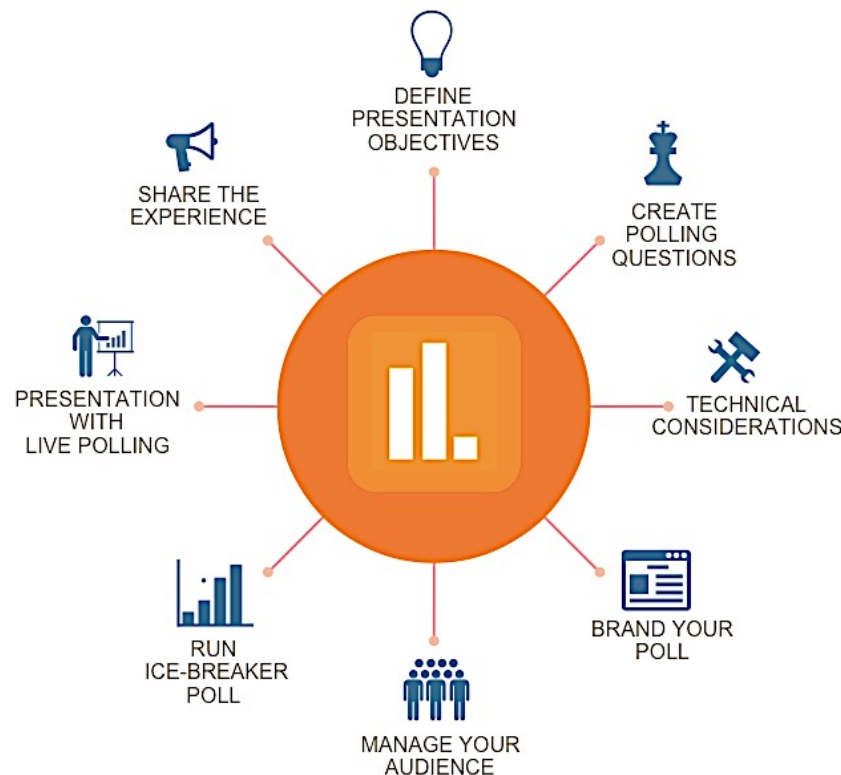 DEFINE
PRESENTATION
OBJECTIVES
CREATE
POLLING
QUESTIONS
TECHNICAL
CONSIDERATIONS
BRAND YOUR
POLL
MANAGE YOUR
AUDIENCE
RUN
ICE-BREAKER
POLL
PRESENTATION
WITH
LIVE POLLING
SHARE THE
EXPERIENCE